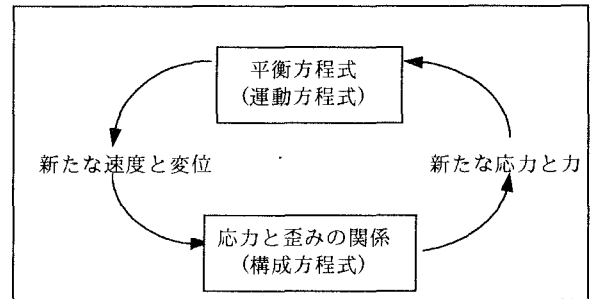 平衡方程式
(運動方程式)
新たな速度と変位
新たな応力と力
応力と歪みの関係
(構成方程式)